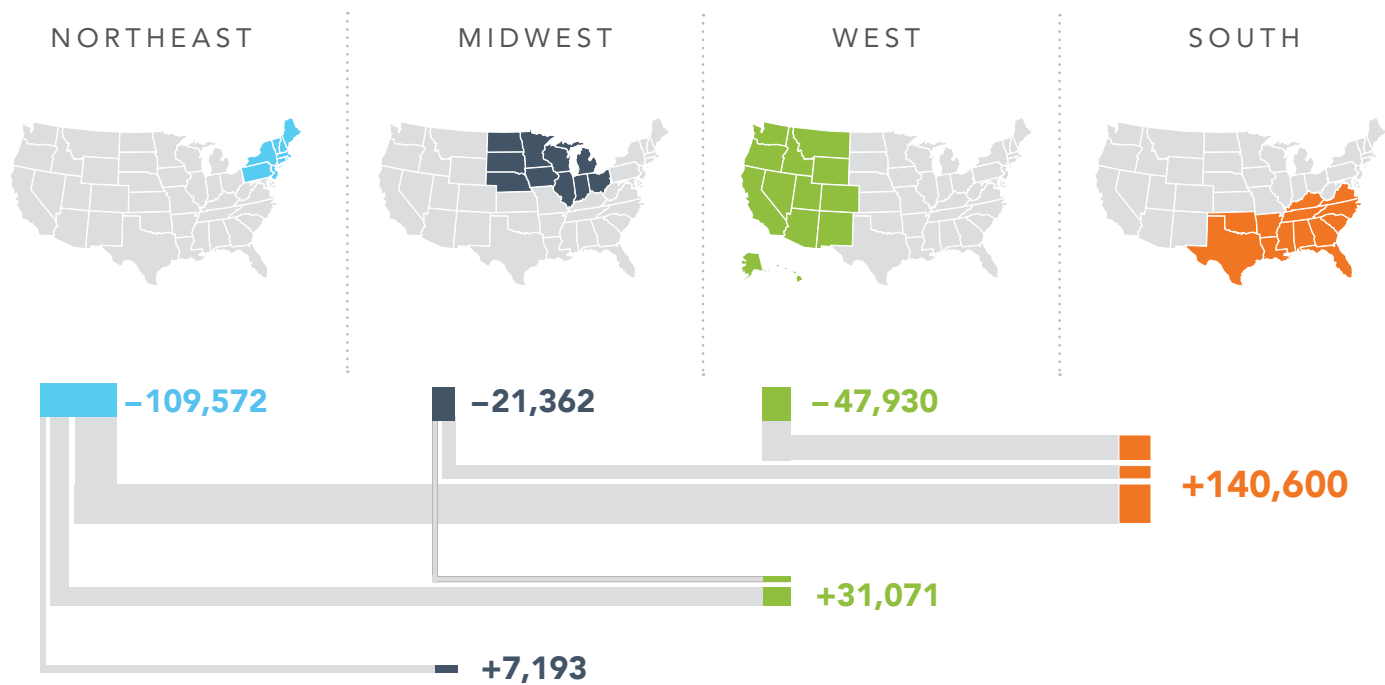 NORTHEAST
MIDWEST
WEST
SOUTH
–109,572
–21,362
–47,930
+140,600
+31,071
+7,193